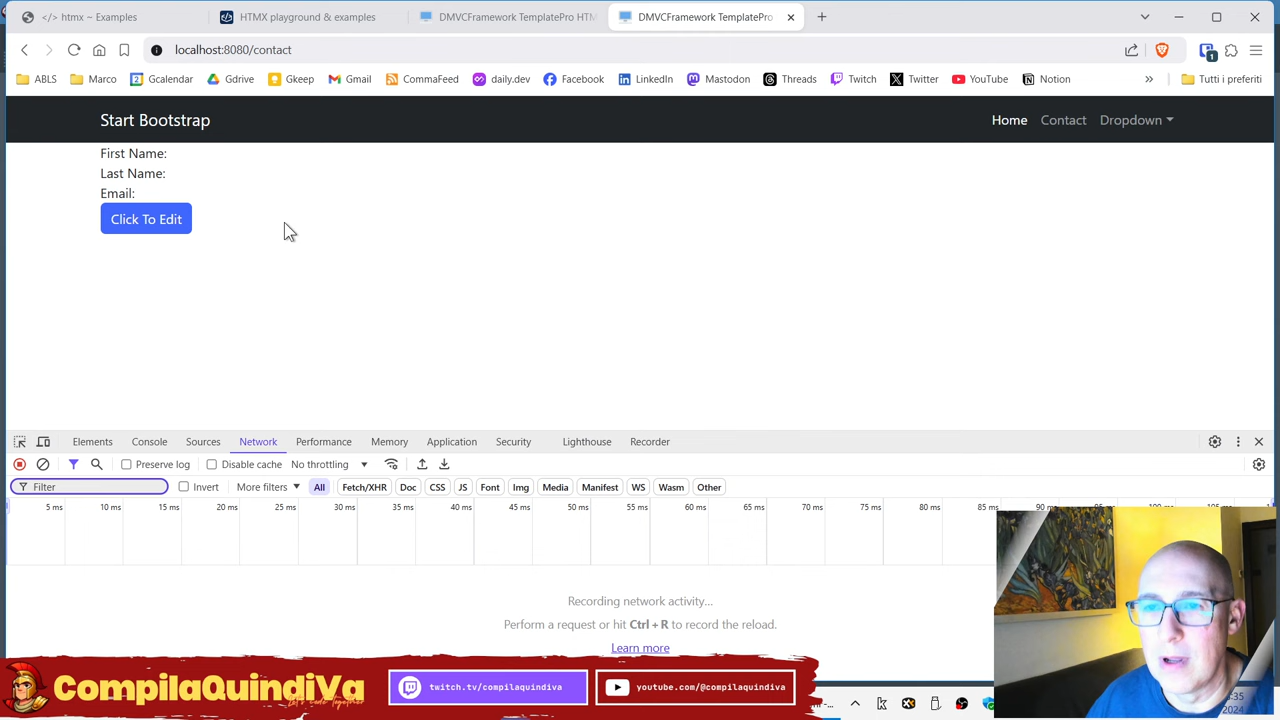 </> htmx ~ Examples
HTMX playground & examples
DMVCFramework TemplatePro HTM
DMVCFramework TemplatePro
localhost:8080/contact
1
ABLS
Marco
2
Gcalendar
Gdrive
Gkeep
Gmail
CommaFeed
daily.dev
Facebook
LinkedIn
Mastodon
Threads
Twitch
Twitter
YouTube
Notion
»
Tutti i preferiti
Start Bootstrap
Home
Contact
Dropdown
First Name:
Last Name:
Email:
Click To Edit
Elements
Console
Sources
Network
Performance
Memory
Application
Security
Lighthouse
Recorder
Preserve log
Disable cache
No throttling
Filter
Invert
More filters
All
Fetch/XHR
Doc
CSS
JS
Font
Img
Media
Manifest
WS
Wasm
Other
5 ms
10 ms
15 ms
20 ms
25 ms
30 ms
35 ms
40 ms
45 ms
50 ms
55 ms
60 ms
65 ms
70 ms
75 ms
80 ms
85 ms
Recording network activity...
Perform a request or hit Ctrl + R to record the reload.
Learn more
CompilaQuindiVa
Let's code Together
twitch.tv/compilaquindiva
youtube.com/@compilaquindiva